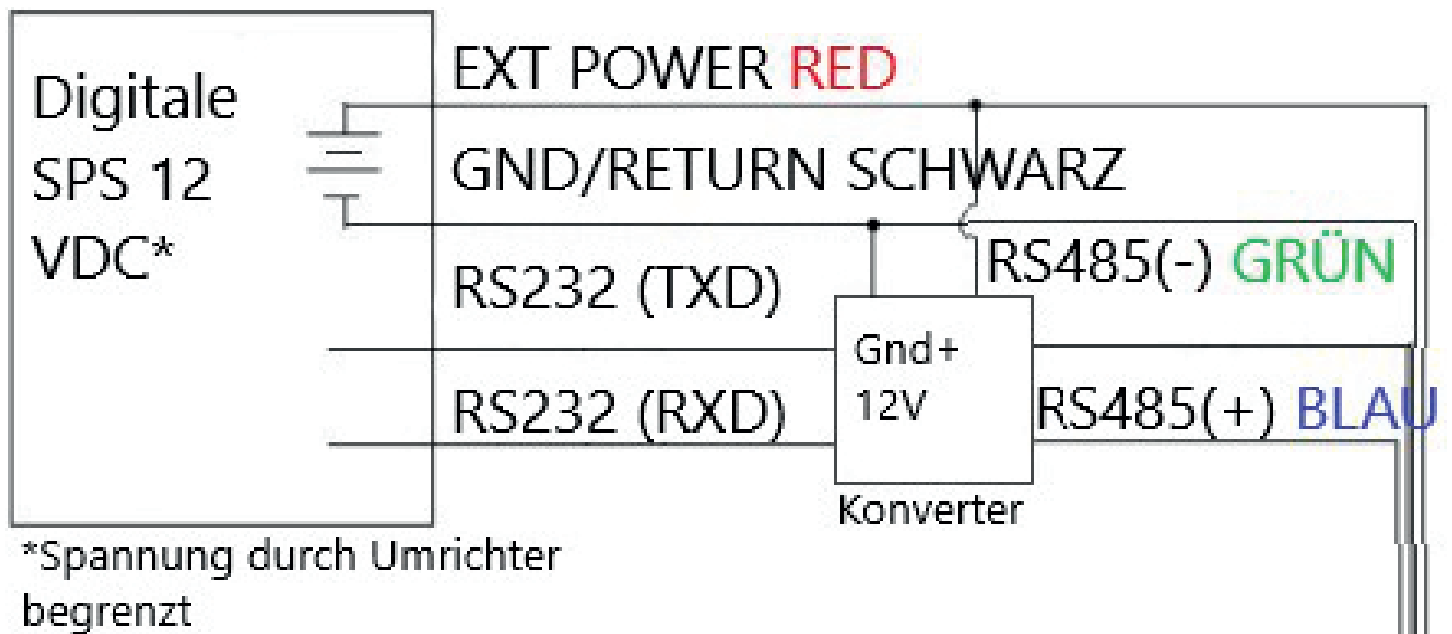 Digitale
SPS 12
VDC*
EXT POWER RED
GND/RETURN SCHWARZ
RS232 (TXD)
RS485(-) GRÜN
RS232 (RXD)
Gnd+
12V
RS485(+) BLAU
Konverter
*Spannung durch Umrichter
begrenzt